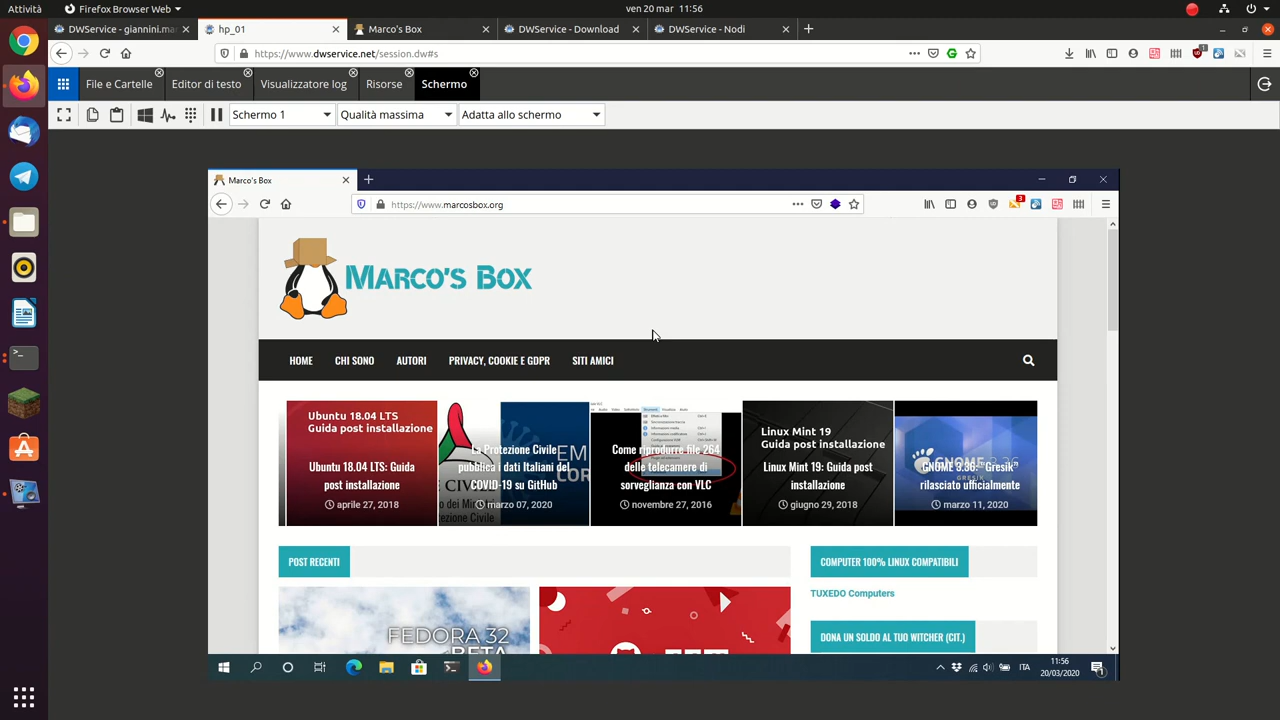 Attività
Firefox Browser Web
ven 20 mar 11:56
DWService - giannini.ma
hp_01
Marco's Box
DWService - Download
DWService - Nodi
https://www.dwservice.net/session.dw#s
File e Cartelle
Editor di testo
Visualizzatore log
Risorse
Schermo
Schermo 1
Qualità massima
Adatta allo schermo
Marco's Box
https://www.marcosbox.org
3
MARCO'S BOX
HOME
CHI SONO
AUTORI
PRIVACY, COOKIE E GDPR
SITI AMICI
Ubuntu 18.04 LTS
Guida post installazione
Ubuntu 18.04 LTS: Guida
post installazione
aprile 27, 2018
La Protezione Civile
pubblica i dati Italiani del
COVID-19 su GitHub
marzo 07, 2020
Come riprodurre file 264
delle telecamere di
sorveglianza con VLC
novembre 27, 2016
Linux Mint 19
Guida post installazione
Linux Mint 19: Guida post
installazione
giugno 29, 2018
GNOME 3.36 "Gresik"
rilasciato ufficialmente
marzo 11, 2020
POST RECENTI
FEDORA 32
BETA
COMPUTER 100% LINUX COMPATIBILI
TUXEDO Computers
DONA UN SOLDO AL TUO WITCHER (CIT.)
ITA
11:56
20/03/2020